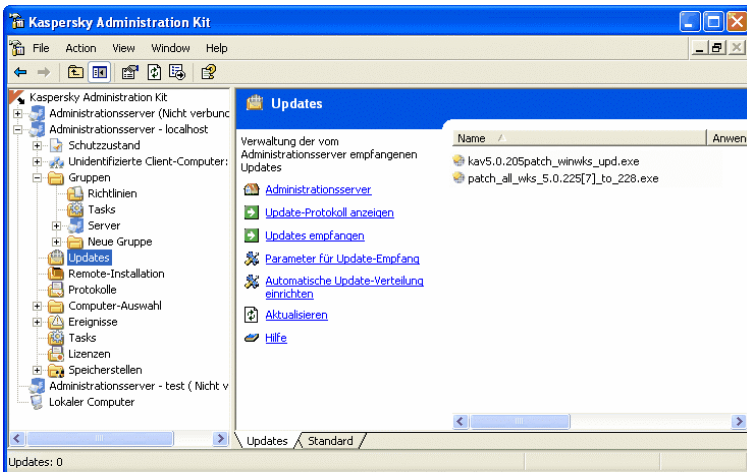 Kaspersky Administration Kit
File Action View Window Help
Kaspersky Administration Kit
Administrationsserver (Nicht verbunc
Administrationsserver - localhost
Schutzzustand
Unidentifizierte Client-Computer:
Gruppen
Richtlinien
Tasks
Server
Neue Gruppe
Updates
Remote-Installation
Protokolle
Computer-Auswahl
Ereignisse
Tasks
Lizenzen
Speicherstellen
Administrationsserver - test ( Nicht v
Lokaler Computer
Updates
Verwaltung der vom
Administrationsserver empfangenen
Updates
Administrationsserver
Update-Protokoll anzeigen
Updates empfangen
Parameter für Update-Empfang
Automatische Update-Verteilung
einrichten
Aktualisieren
Hilfe
Name Anwen
kav5.0.205patch_winwks_upd.exe
patch_all_wks_5.0.225[7]_to_228.exe
Updates Standard
Updates: 0